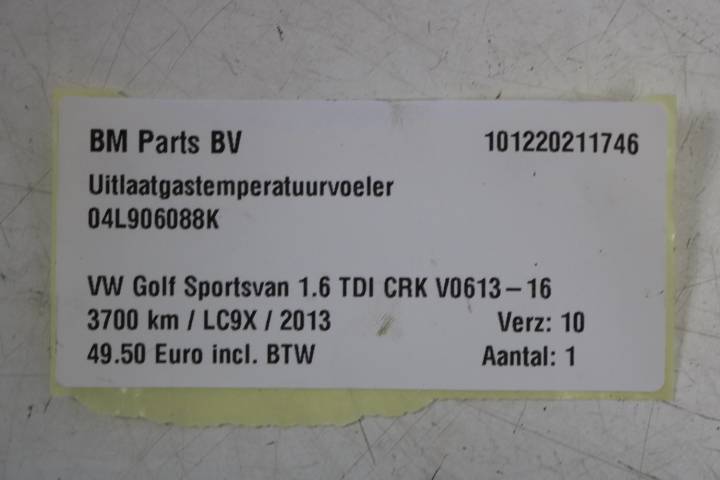 BM Parts BV 101220211746
Uitlaatgastemperatuurvoeler
04L906088K
VW Golf Sportsvan 1.6 TDI CRK V0613-16
3700 km / LC9X / 2013 Verz: 10
49.50 Euro incl. BTW Aantal: 1